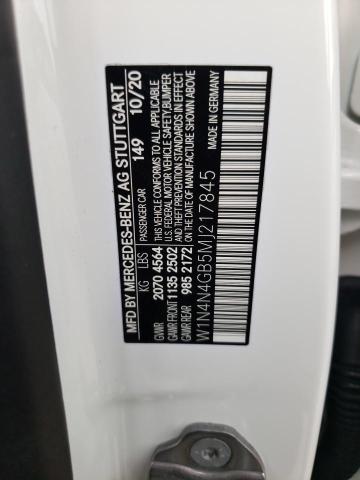 MFD BY MERCEDES-BENZ AG STUTTGART
PASSENGER CAR 149 10/20
KG LBS
GVWR 2070 4564
GAWR FRONT 1135 2502
GAWR REAR 985 2172
THIS VEHICLE CONFORMS TO ALL APPLICABLE
U.S. FEDERAL MOTOR VEHICLE SAFETY, BUMPER
AND THEFT PREVENTION STANDARDS IN EFFECT
ON THE DATE OF MANUFACTURE SHOWN ABOVE
W1N4N4GB5MJ217845
MADE IN GERMANY